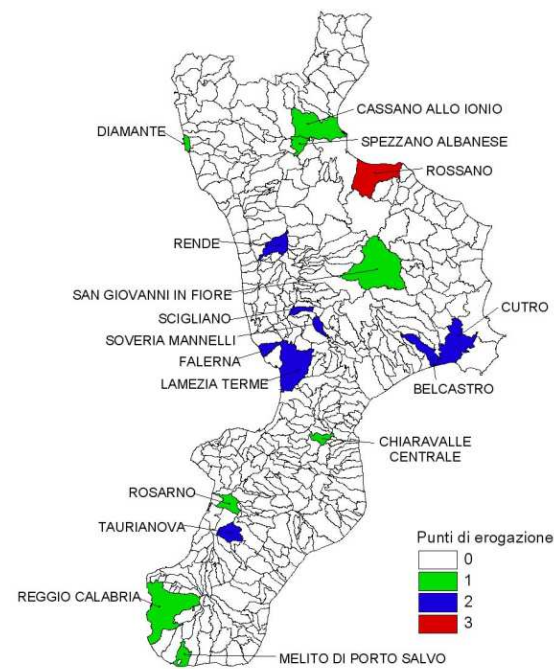 CASSANO ALLO IONIO
DIAMANTE
SPEZZANO ALBANESE
ROSSANO
RENDE
SAN GIOVANNI IN FIORE
SCIGLIANO
CUTRO
SOVERIA MANNELLI
FALERNA
LAMEZIA TERME
BELCASTRO
CHIARAVALLE
CENTRALE
ROSARNO
TAURIANOVA
Punti di erogazione
0
1
2
3
REGGIO CALABRIA
MELITO DI PORTO SALVO